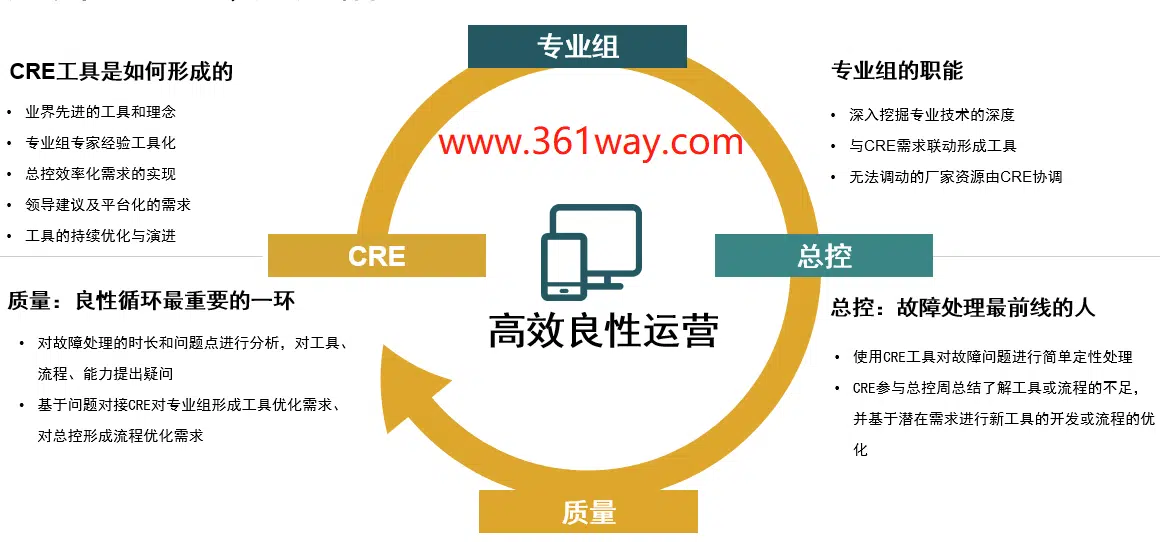 专业组
CRE工具是如何形成的
• 业界先进的工具和理念
• 专业组专家经验工具化
• 总控效率化需求的实现
• 领导建议及平台化的需求
• 工具的持续优化与演进
www.361way.com
专业组的职能
• 深入挖掘专业技术的深度
• 与CRE需求联动形成工具
• 无法调动的厂家资源由CRE协调
CRE
总控
高效良性运营
质量：良性循环最重要的一环
• 对故障处理的时长和问题点进行分析，对工具、
流程、能力提出疑问
• 基于问题对接CRE对专业组形成工具优化需求、
对总控形成流程优化需求
总控：故障处理最前线的人
• 使用CRE工具对故障问题进行简单定性处理
• CRE参与总控周总结了解工具或流程的不足，
并基于潜在需求进行新工具的开发或流程的优
化
质量